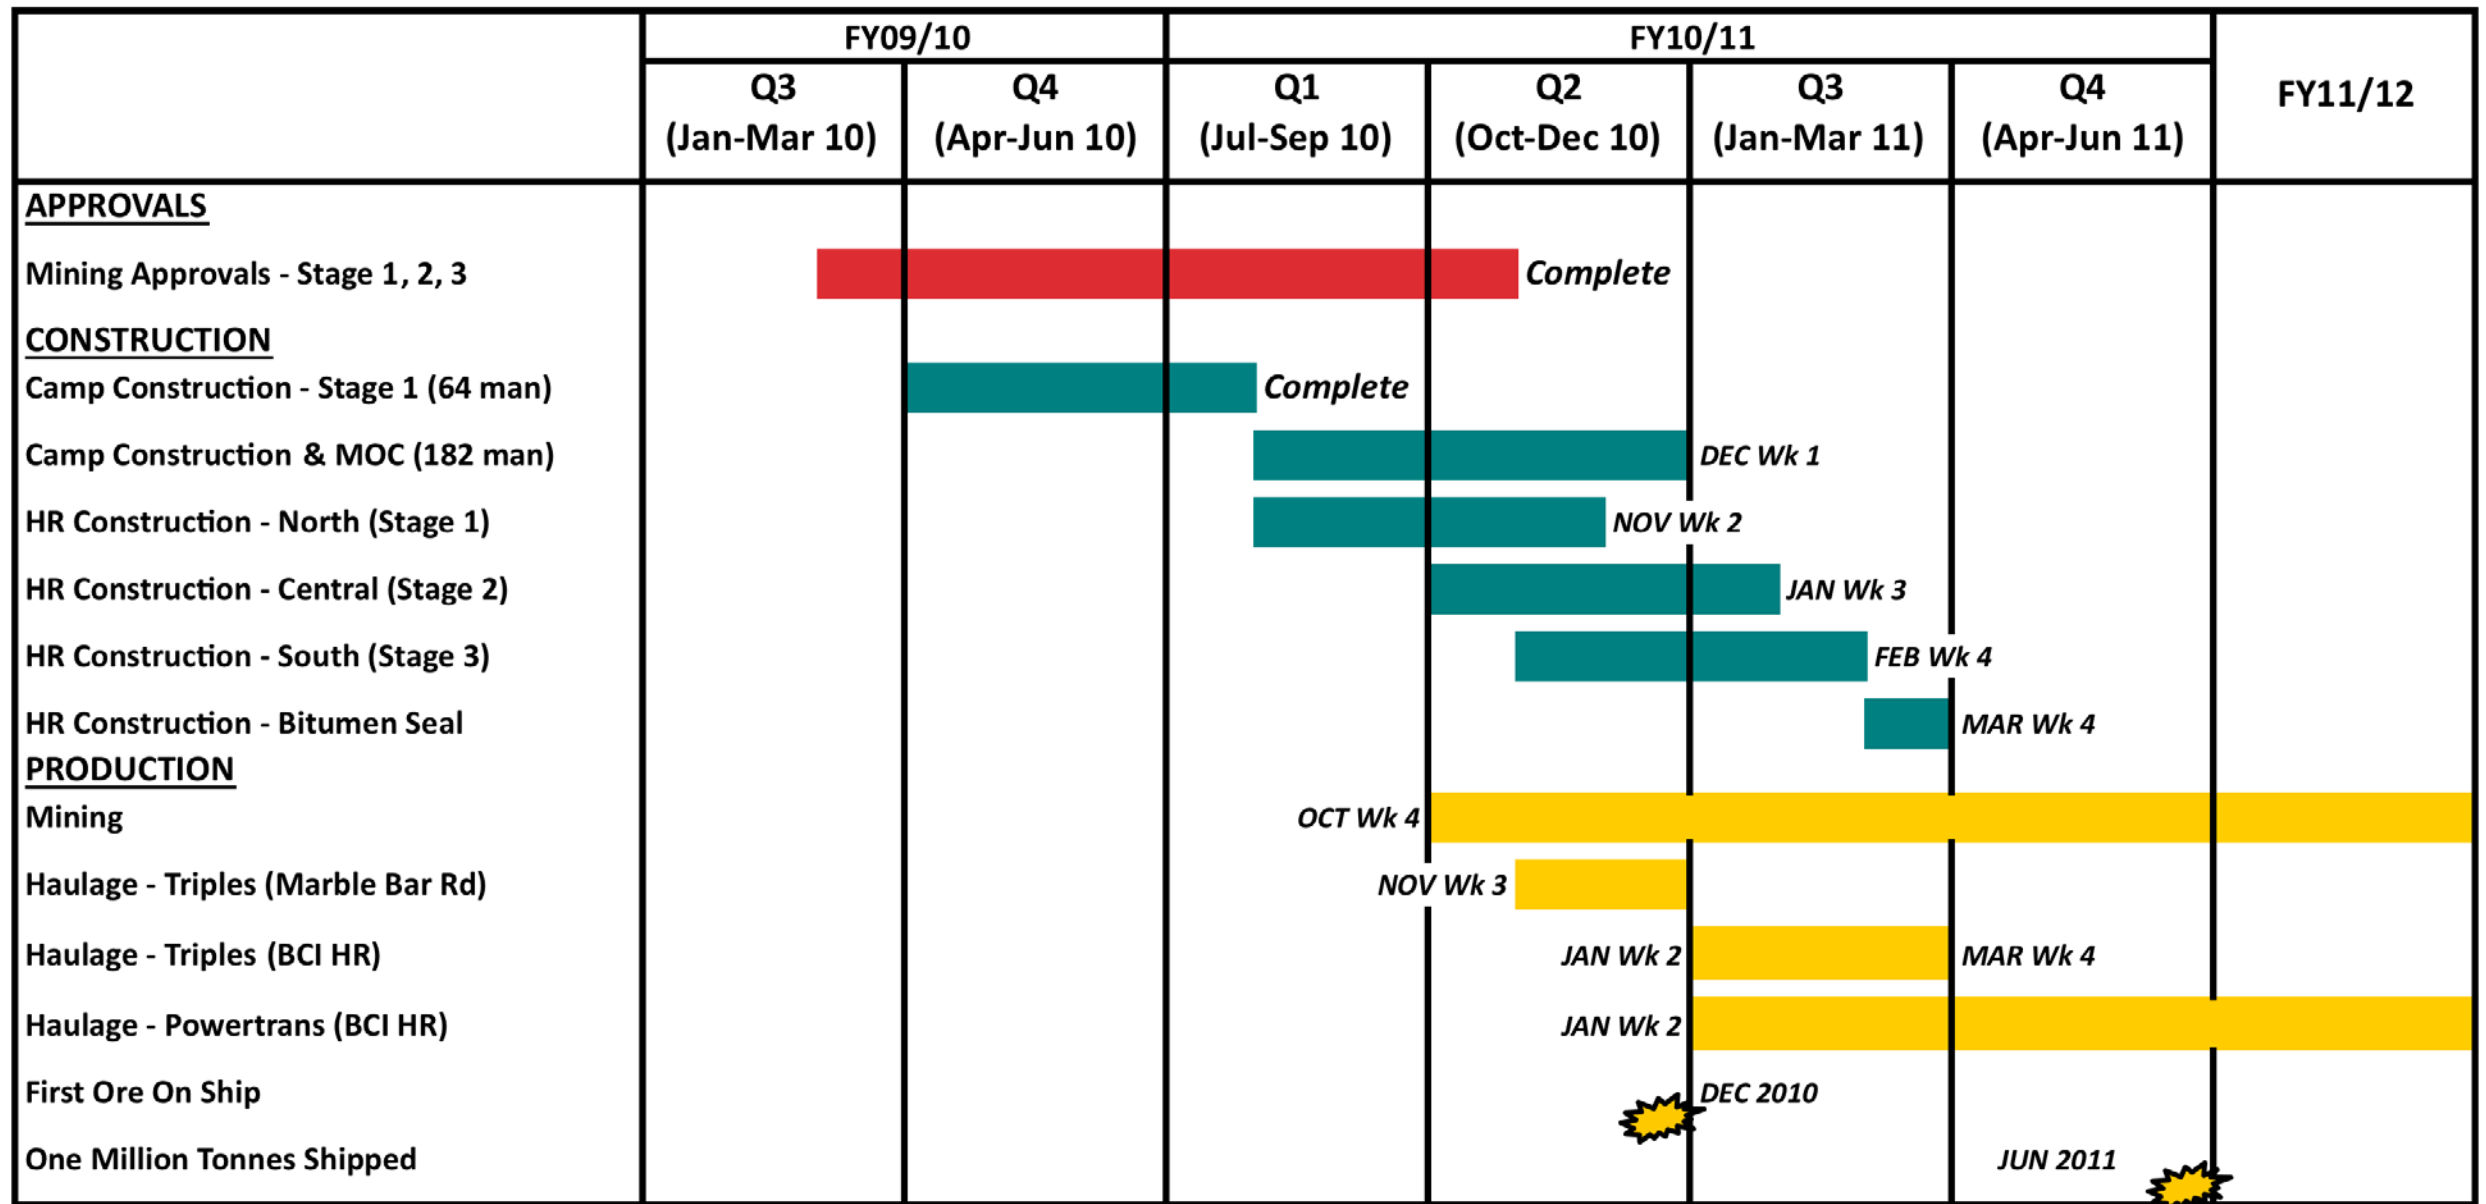 FY09/10 FY10/11
Q3 Q4 Q1 Q2 Q3 Q4 FY11/12
(Jan-Mar 10) (Apr-Jun 10) (Jul-Sep 10) (Oct-Dec 10) (Jan-Mar 11) (Apr-Jun 11)
APPROVALS
Mining Approvals - Stage 1, 2, 3 Complete
CONSTRUCTION
Camp Construction - Stage 1 (64 man) Complete
Camp Construction & MOC (182 man) DEC Wk 1
HR Construction - North (Stage 1) NOV Wk 2
HR Construction - Central (Stage 2) JAN Wk 3
HR Construction - South (Stage 3) FEB Wk 4
HR Construction - Bitumen Seal MAR Wk 4
PRODUCTION
Mining OCT Wk 4
Haulage - Triples (Marble Bar Rd) NOV Wk 3
Haulage - Triples (BCI HR) JAN Wk 2 MAR Wk 4
Haulage - Powertrans (BCI HR) JAN Wk 2
First Ore On Ship DEC 2010
One Million Tonnes Shipped JUN 2011